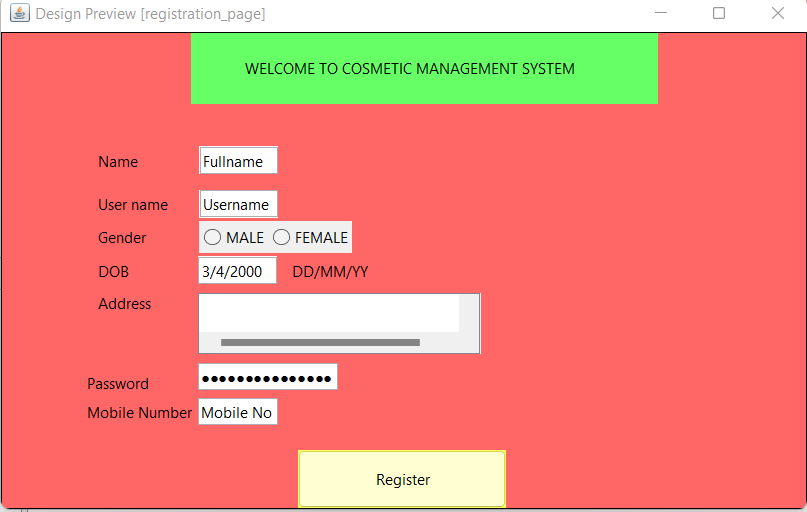 Design Preview [registration_page]
WELCOME TO COSMETIC MANAGEMENT SYSTEM
Name Fullname
User name Username
Gender MALE FEMALE
DOB 3/4/2000 DD/MM/YY
Address
Password ●●●●●●●●●●●●●●●
Mobile Number Mobile No
Register